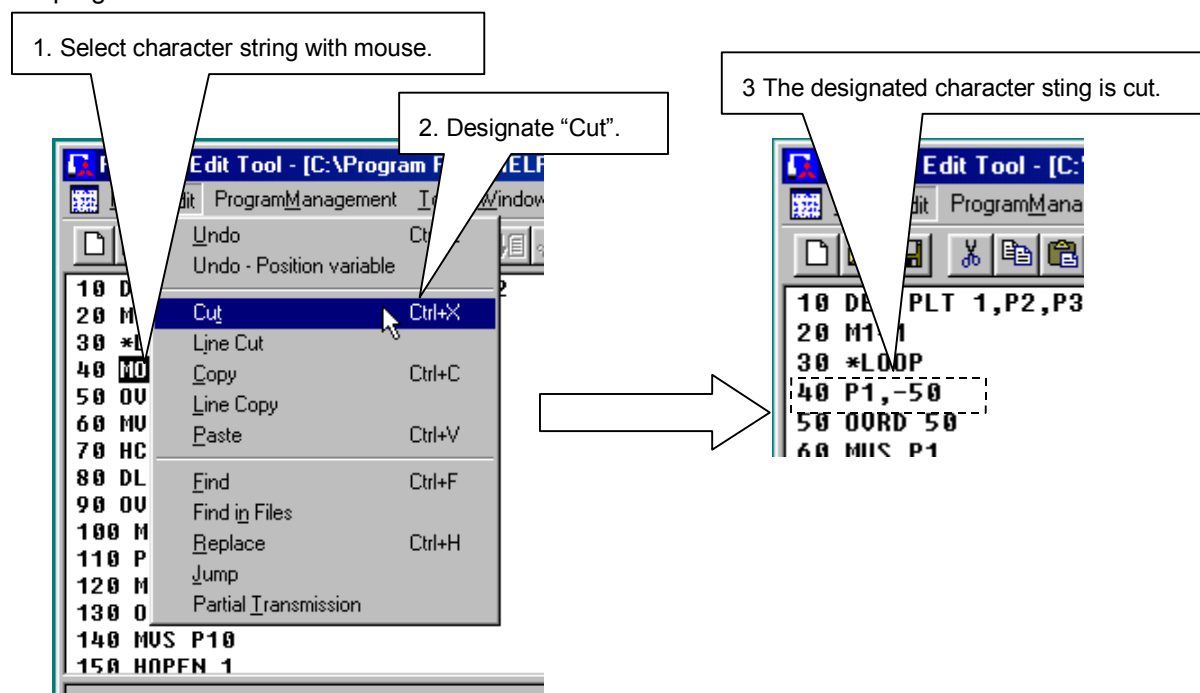 1. Select character string with mouse.
2. Designate “Cut”.
Edit Tool - [C:\Program
ProgramManagement
Undo
Undo - Position variable
Cut Ctrl+X
Line Cut
Copy Ctrl+C
Line Copy
Paste Ctrl+V
Find Ctrl+F
Find in Files
Replace Ctrl+H
Jump
Partial Transmission
10 D
20 M
30 *L
40 MO
50 OV
60 MV
70 HC
80 DL
90 OV
100 M
110 P
120 M
130 O
140 MVS P10
150 HOPEN 1
3 The designated character sting is cut.
Edit Tool - [C:
ProgramMana
10 DE PLT 1,P2,P3
20 M1 1
30 *LOOP
40 P1,-50
50 OVRD 50
60 MVS P1